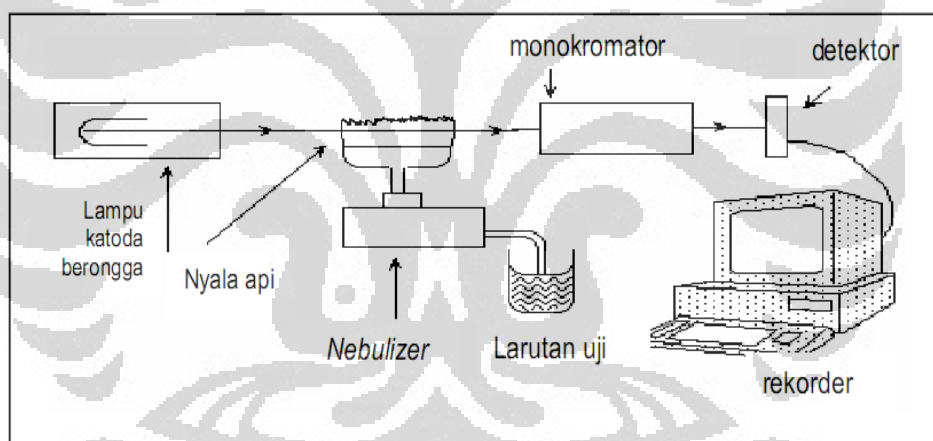 monokromator
detektor
Lampu
katoda
berongga
Nyala api
Nebulizer
Larutan uji
rekorder